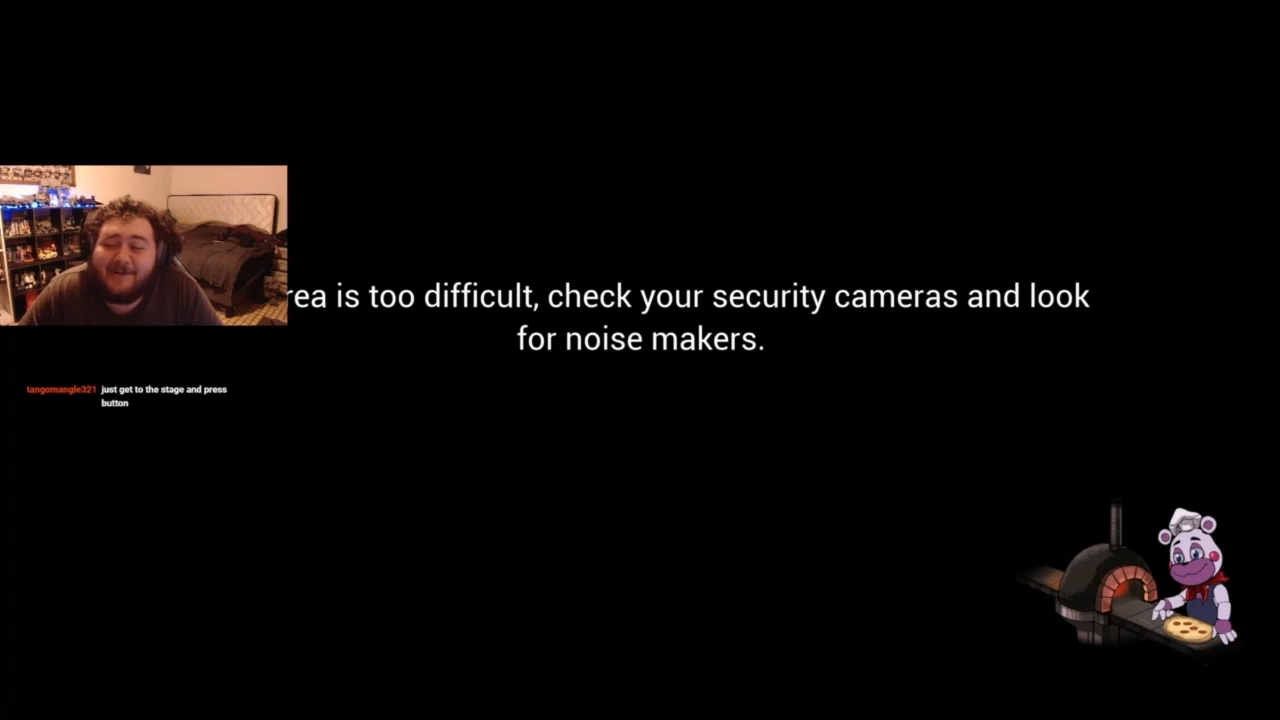 is too difficult, check your security cameras and look
for noise makers.
tangomangle321 just get to the stage and press
button